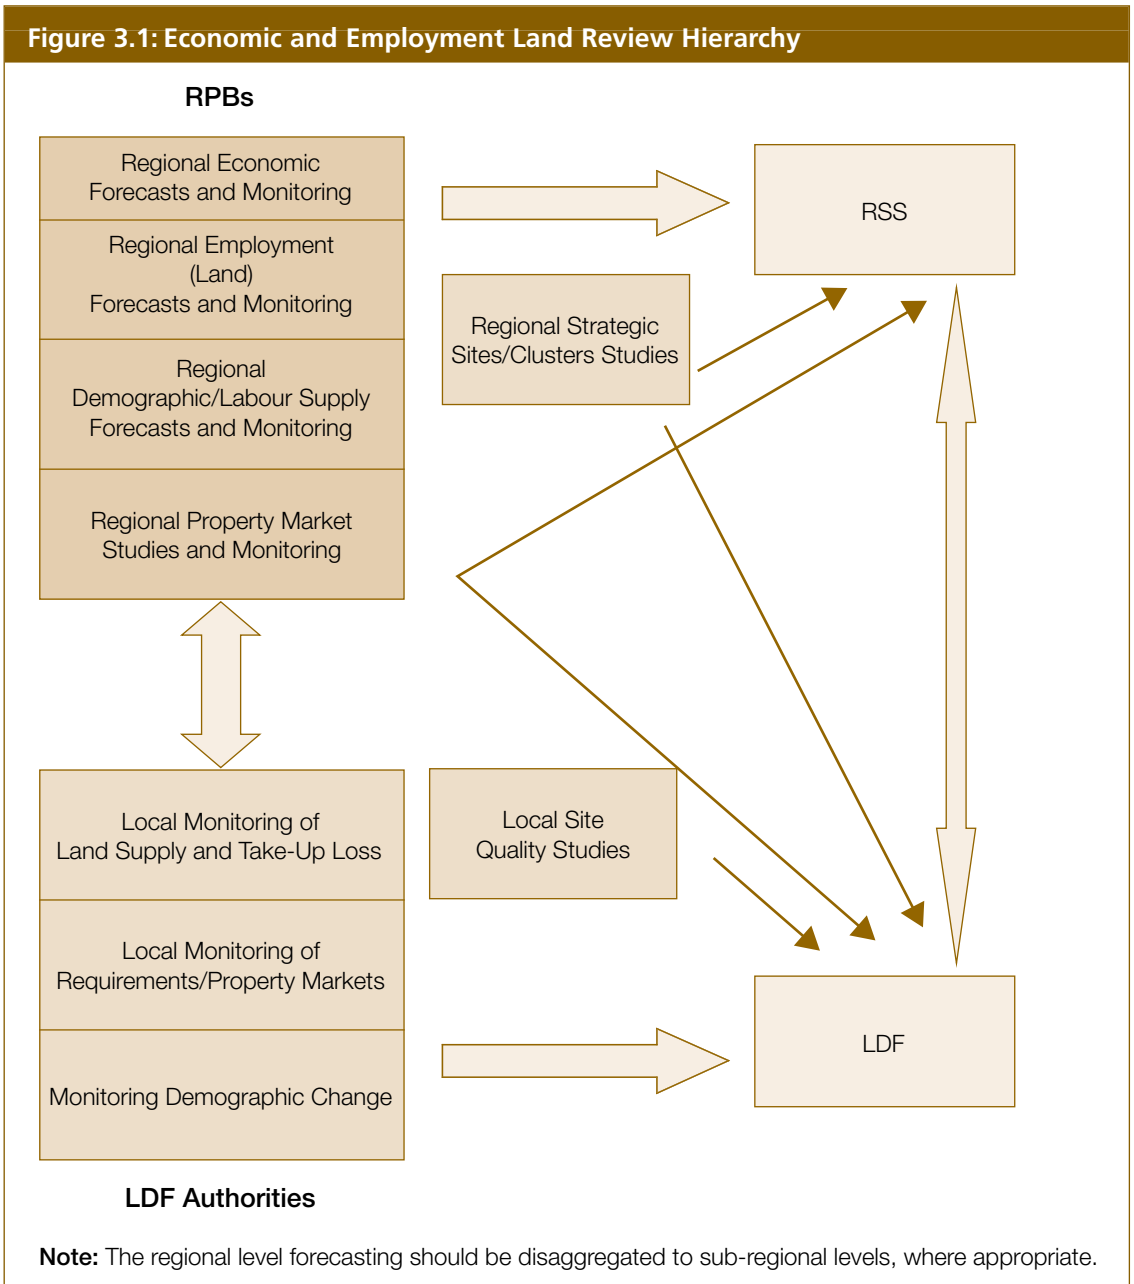 Figure 3.1: Economic and Employment Land Review Hierarchy
RPBs
Regional Economic
Forecasts and Monitoring
Regional Employment
(Land)
Forecasts and Monitoring
Regional
Demographic/Labour Supply
Forecasts and Monitoring
Regional Property Market
Studies and Monitoring
Regional Strategic
Sites/Clusters Studies
RSS
Local Monitoring of
Land Supply and Take-Up Loss
Local Monitoring of
Requirements/Property Markets
Monitoring Demographic Change
Local Site
Quality Studies
LDF
LDF Authorities
Note: The regional level forecasting should be disaggregated to sub-regional levels, where appropriate.